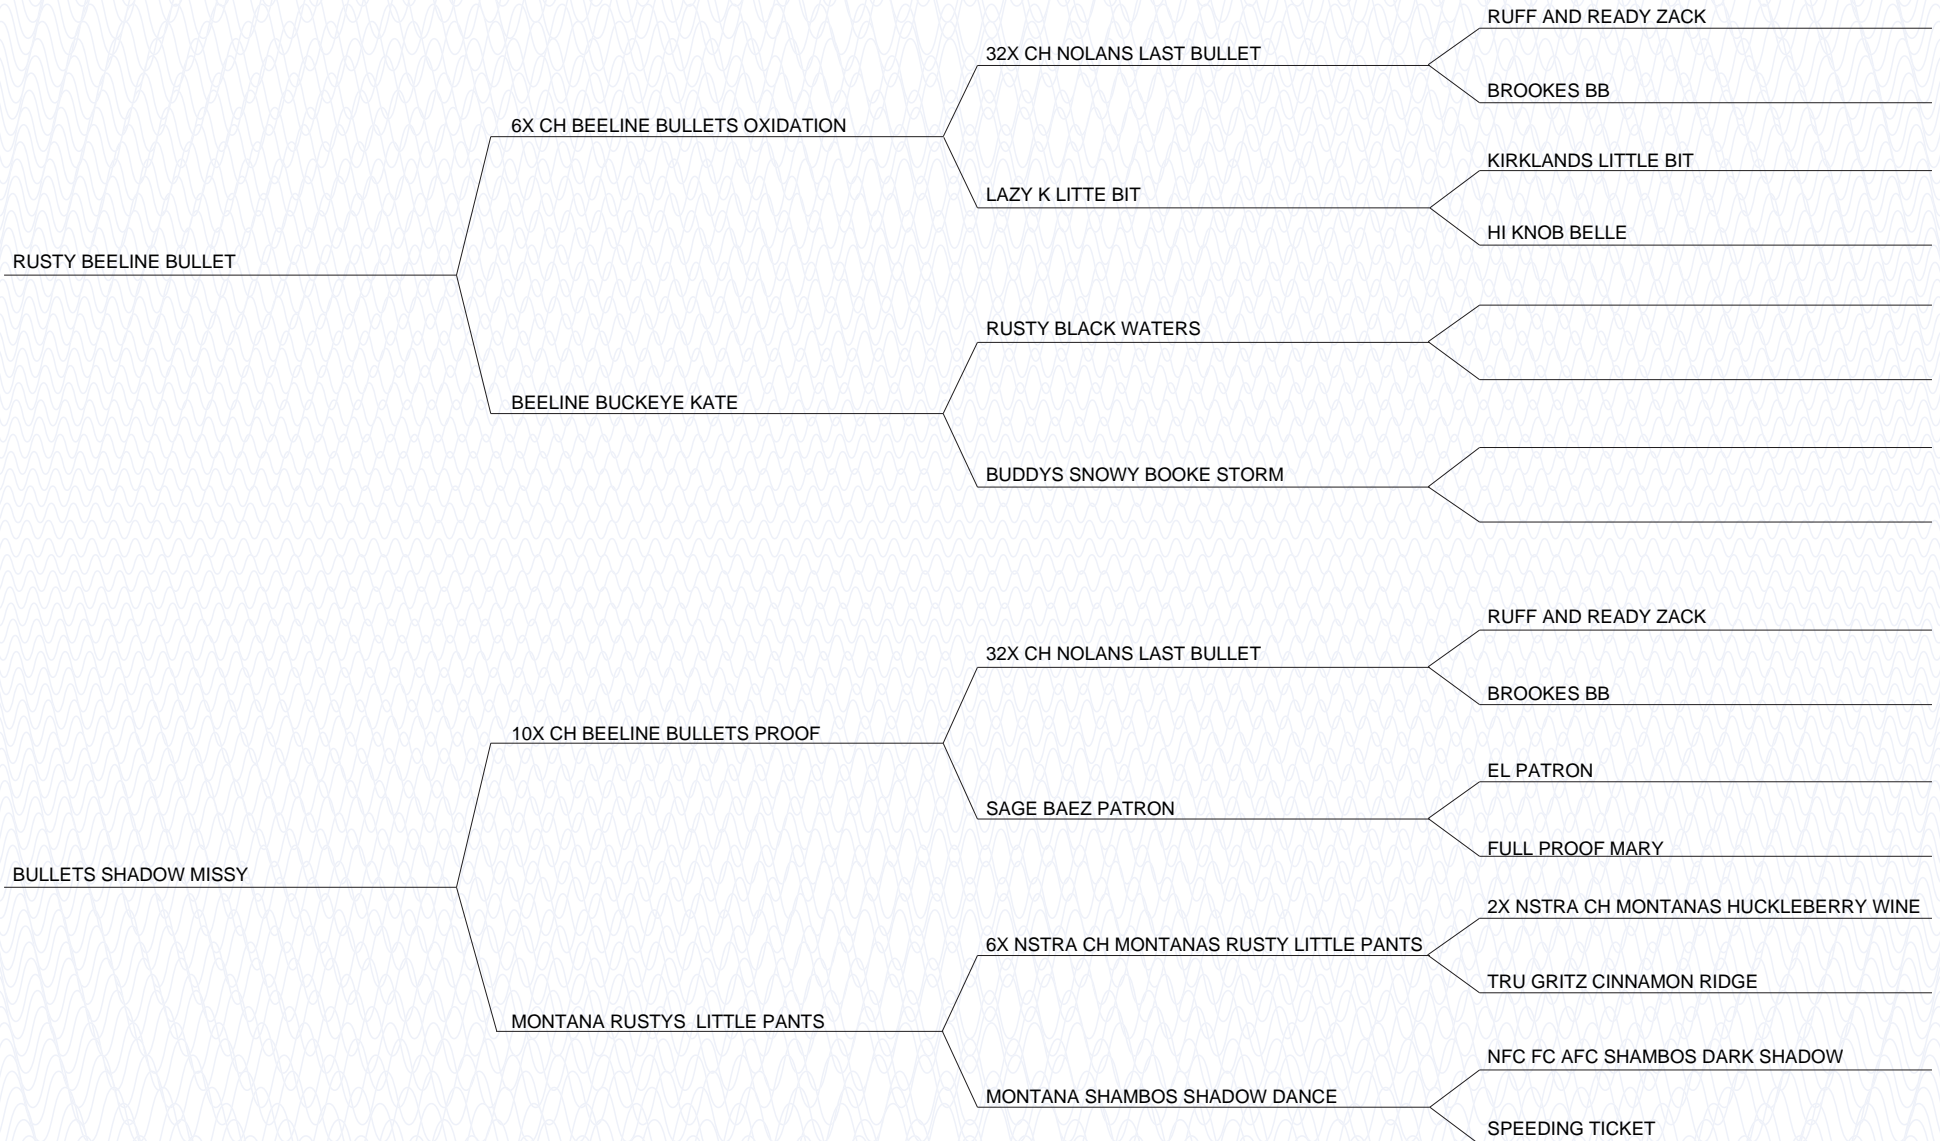 RUFF AND READY ZACK
32X CH NOLANS LAST BULLET
BROOKES BB
6X CH BEELINE BULLETS OXIDATION
KIRKLANDS LITTLE BIT
LAZY K LITTE BIT
HI KNOB BELLE
RUSTY BEELINE BULLET
RUSTY BLACK WATERS
BEELINE BUCKEYE KATE
BUDDYS SNOWY BOOKE STORM
RUFF AND READY ZACK
32X CH NOLANS LAST BULLET
BROOKES BB
10X CH BEELINE BULLETS PROOF
EL PATRON
SAGE BAEZ PATRON
FULL PROOF MARY
BULLETS SHADOW MISSY
2X NSTRA CH MONTANAS HUCKLEBERRY WINE
6X NSTRA CH MONTANAS RUSTY LITTLE PANTS
TRU GRITZ CINNAMON RIDGE
MONTANA RUSTYS  LITTLE PANTS
NFC FC AFC SHAMBOS DARK SHADOW
MONTANA SHAMBOS SHADOW DANCE
SPEEDING TICKET